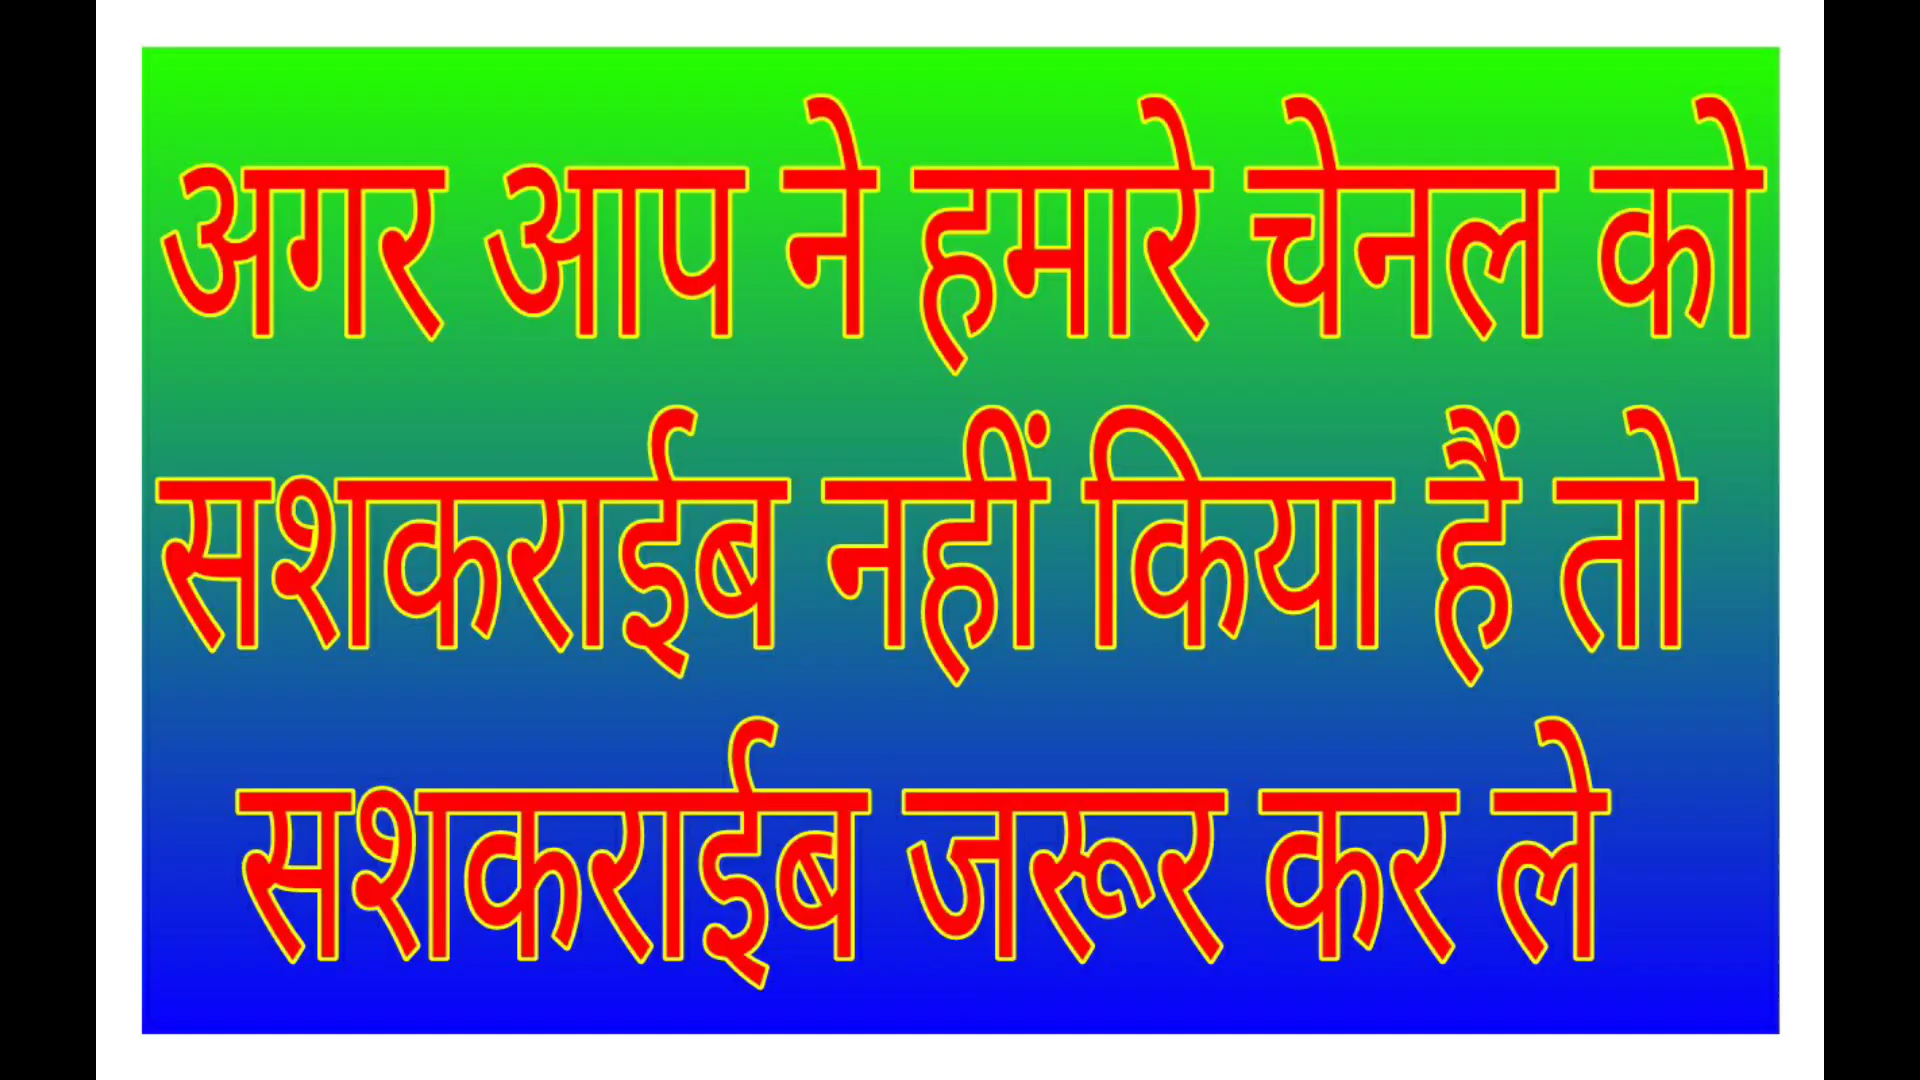 अगर आप ने हमारे चेनल को
सशकराईब नहीं किया हैं तो
सशकराईब जरूर कर ले